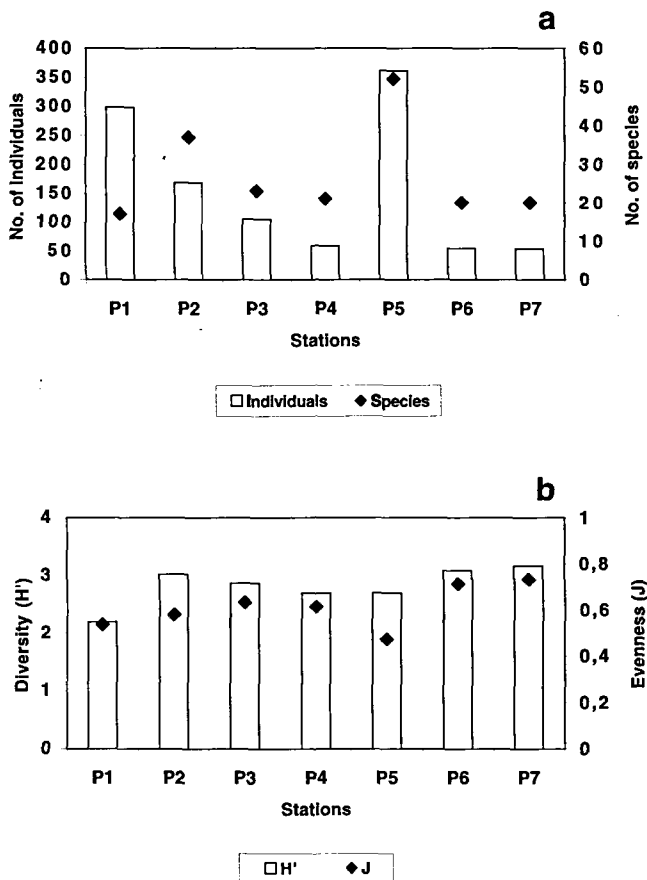 a
400
350
300
250
200
150
100
50
0
No. of Individuals
60
50
40
30
20
10
0
No. of species
P1 P2 P3 P4 P5 P6 P7
Stations
Individuals Species
b
4
3
2
1
0
Diversity (H')
1
0,8
0,6
0,4
0,2
0
Evenness (J)
P1 P2 P3 P4 P5 P6 P7
Stations
H' J